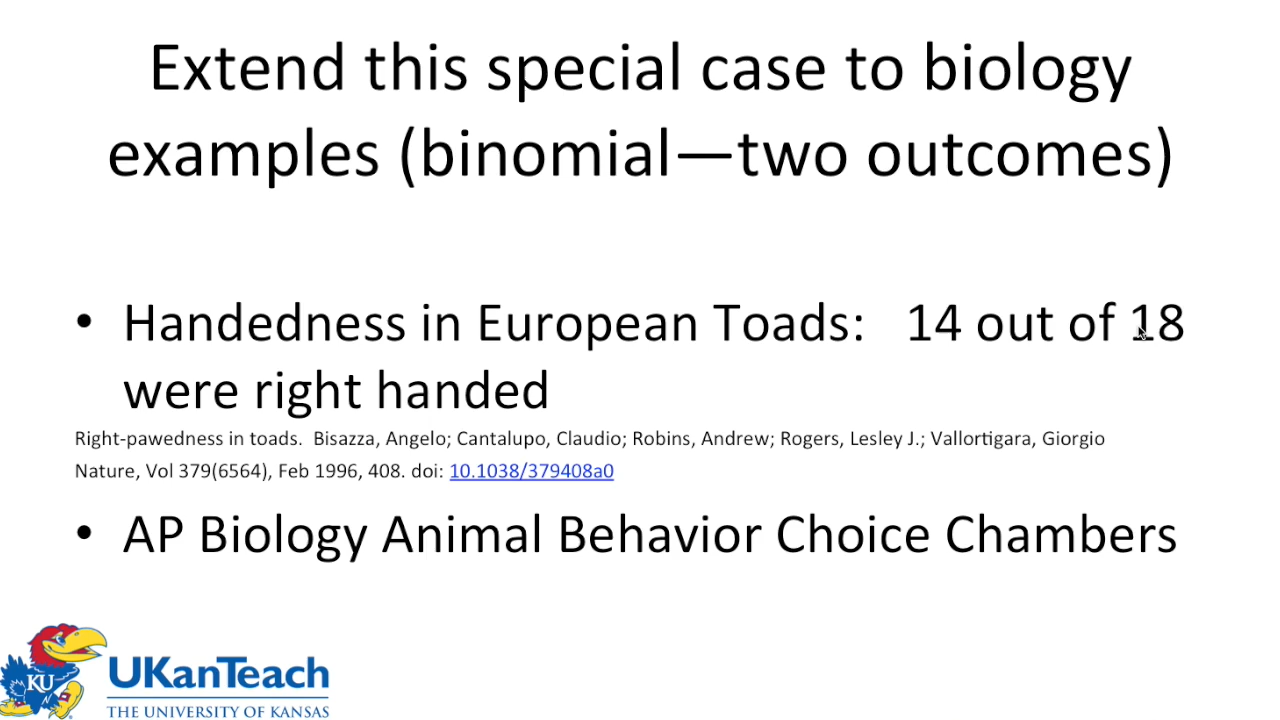 Extend this special case to biology
examples (binomial—two outcomes)
• Handedness in European Toads: 14 out of 18
were right handed
Right-pawedness in toads. Bisazza, Angelo; Cantalupo, Claudio; Robins, Andrew; Rogers, Lesley J.; Vallortigara, Giorgio
Nature, Vol 379(6564), Feb 1996, 408. doi: 10.1038/379408a0
• AP Biology Animal Behavior Choice Chambers
KU
UKanTeach
THE UNIVERSITY OF KANSAS